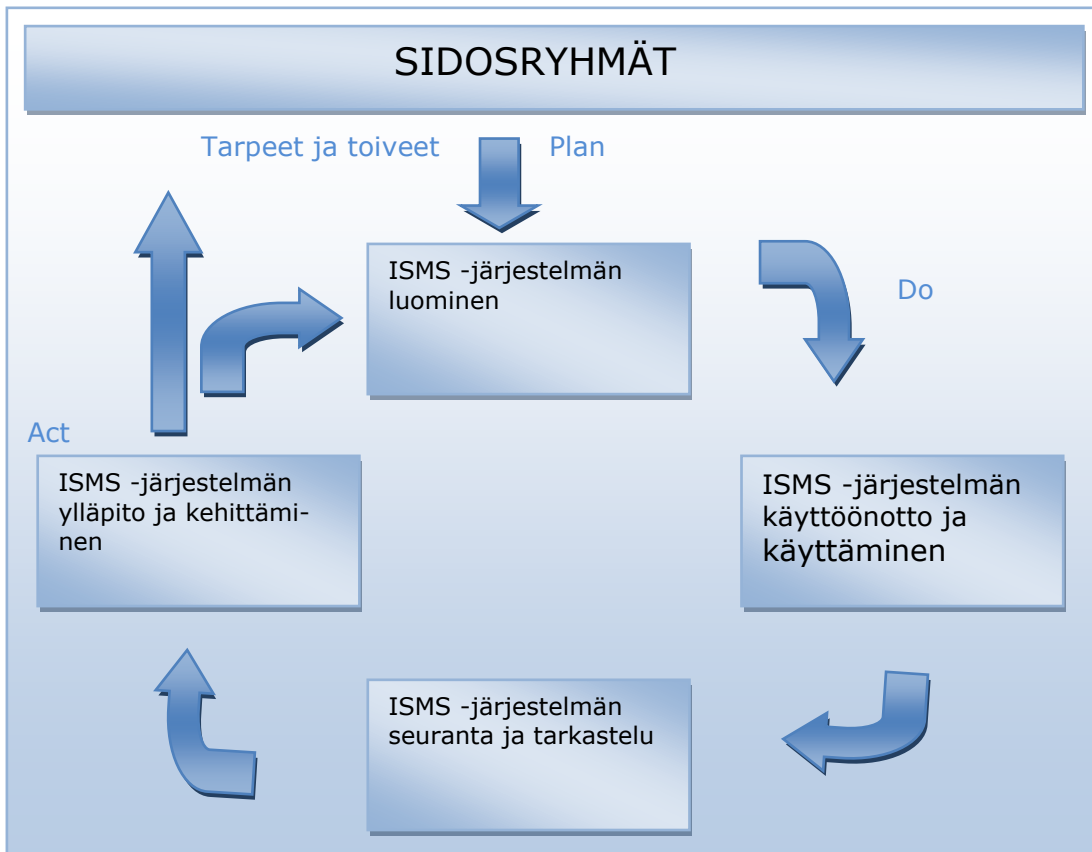 SIDOSRYHMÄT
Tarpeet ja toiveet
Plan
ISMS -järjestelmän
luominen
Do
Act
ISMS -järjestelmän
ylläpito ja kehittämi-
nen
ISMS -järjestelmän
käyttöönotto ja
käyttäminen
ISMS -järjestelmän
seuranta ja tarkastelu